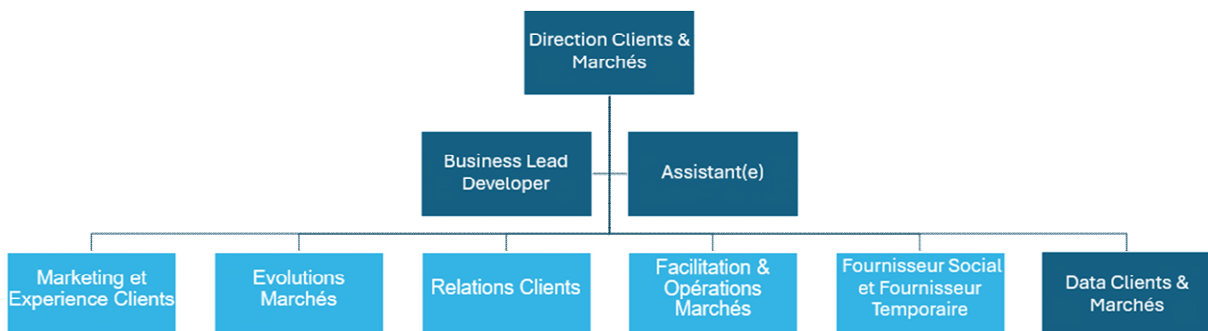 Direction Clients &
Marchés
Business Lead
Developer
Assistant(e)
Marketing et
Experience Clients
Evolutions
Marchés
Relations Clients
Facilitation &
Opérations
Marchés
Fournisseur Social
et Fournisseur
Temporaire
Data Clients &
Marchés